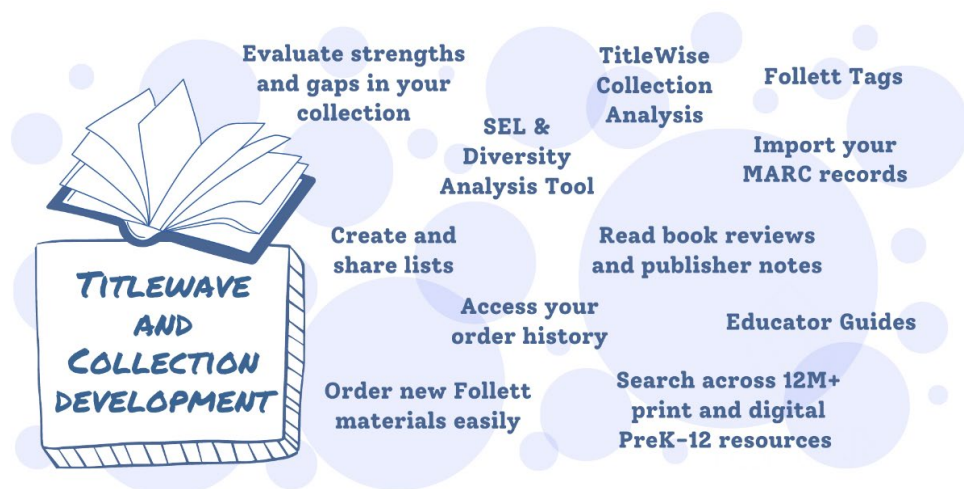 TITLEWAVE
AND
COLLECTION
DEVELOPMENT
Evaluate strengths
and gaps in your
collection
TitleWise
Collection
Analysis
Follett Tags
SEL &
Diversity
Analysis Tool
Import your
MARC records
Create and
share lists
Read book reviews
and publisher notes
Access your
order history
Educator Guides
Order new Follett
materials easily
Search across 12M+
print and digital
PreK-12 resources